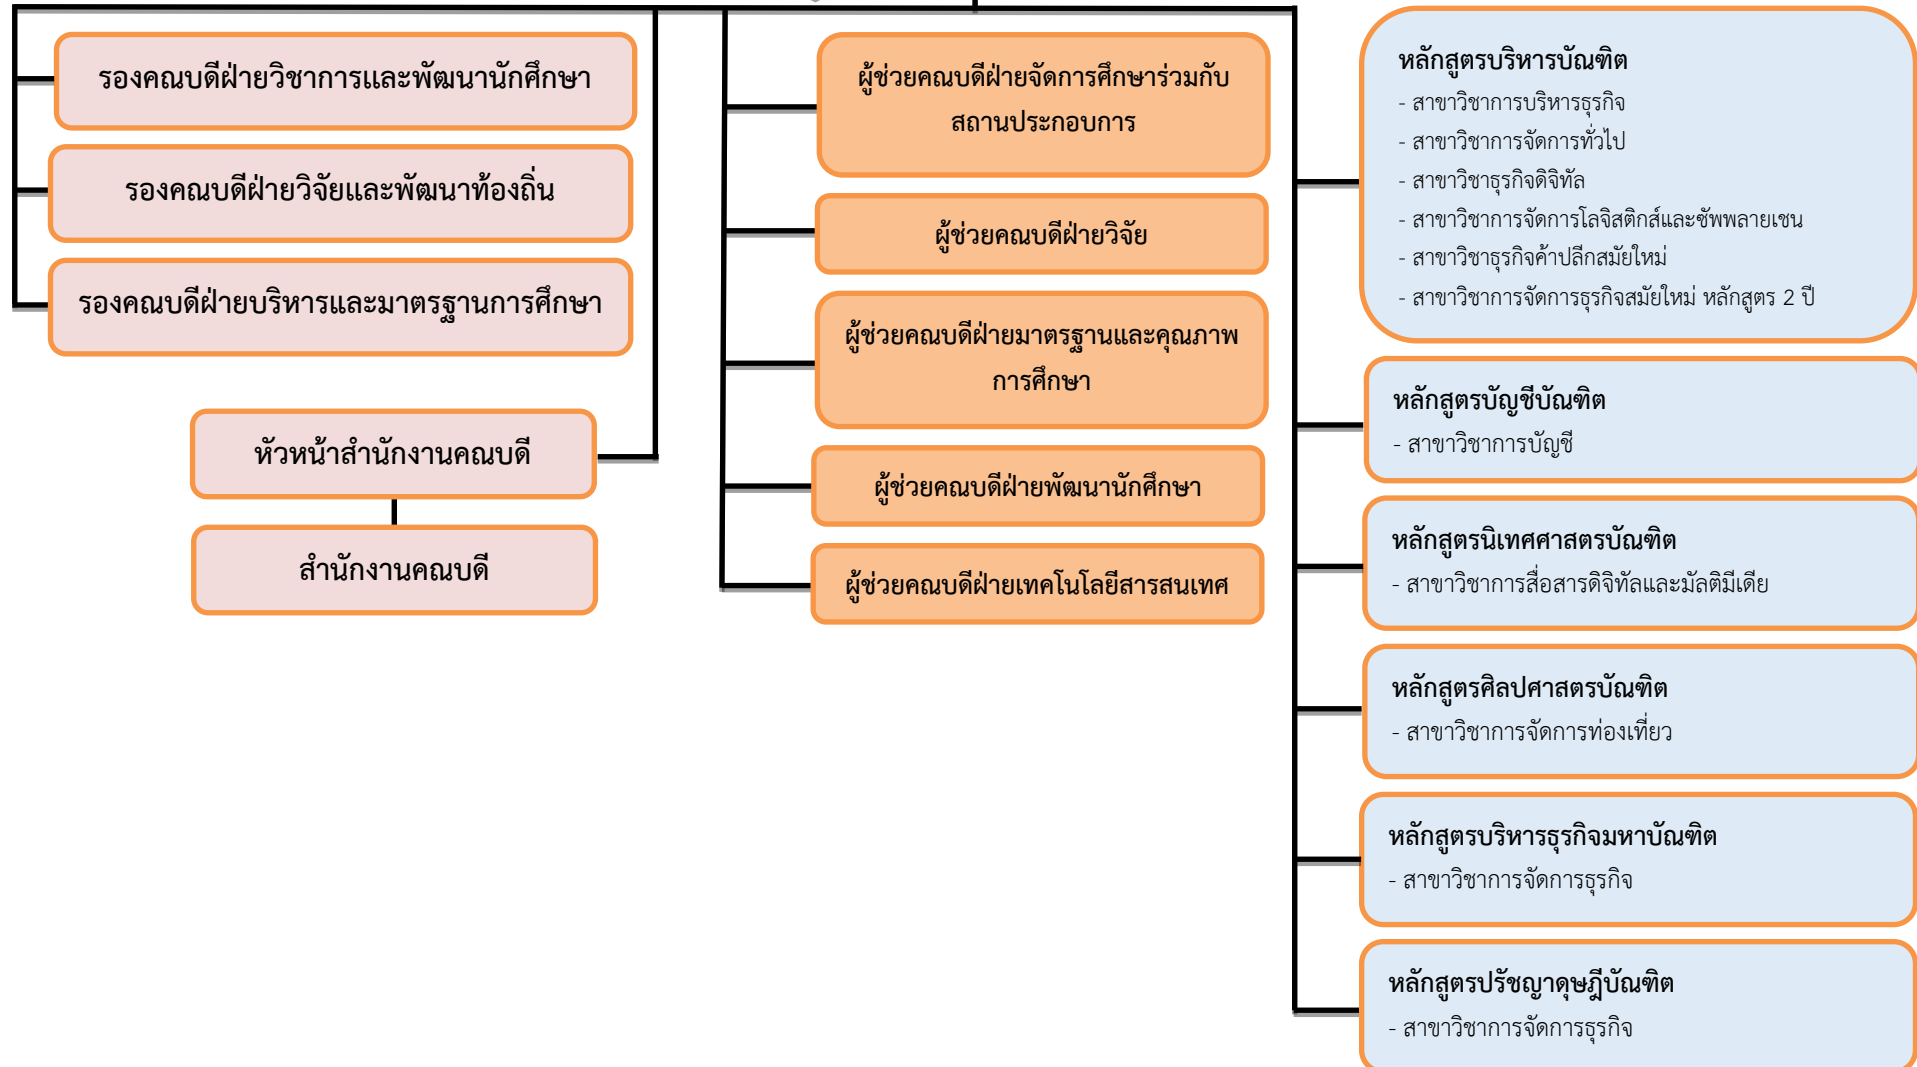 รองคณบดีฝ่ายวิชาการและพัฒนานักศึกษา
รองคณบดีฝ่ายวิจัยและพัฒนาท้องถิ่น
รองคณบดีฝ่ายบริหารและมาตรฐานการศึกษา
หัวหน้าสำนักงานคณบดี
สำนักงานคณบดี
ผู้ช่วยคณบดีฝ่ายจัดการศึกษาร่วมกับ
สถานประกอบการ
ผู้ช่วยคณบดีฝ่ายวิจัย
ผู้ช่วยคณบดีฝ่ายมาตรฐานและคุณภาพ
การศึกษา
ผู้ช่วยคณบดีฝ่ายพัฒนานักศึกษา
ผู้ช่วยคณบดีฝ่ายเทคโนโลยีสารสนเทศ
หลักสูตรบริหารบัณฑิต
- สาขาวิชาการบริหารธุรกิจ
- สาขาวิชาการจัดการทั่วไป
- สาขาวิชาธุรกิจดิจิทัล
- สาขาวิชาการจัดการโลจิสติกส์และซัพพลายเชน
- สาขาวิชาธุรกิจค้าปลีกสมัยใหม่
- สาขาวิชาการจัดการธุรกิจสมัยใหม่ หลักสูตร 2 ปี
หลักสูตรบัญชีบัณฑิต
- สาขาวิชาการบัญชี
หลักสูตรนิเทศศาสตรบัณฑิต
- สาขาวิชาการสื่อสารดิจิทัลและมัลติมีเดีย
หลักสูตรศิลปศาสตรบัณฑิต
- สาขาวิชาการจัดการท่องเที่ยว
หลักสูตรบริหารธุรกิจมหาบัณฑิต
- สาขาวิชาการจัดการธุรกิจ
หลักสูตรปรัชญาดุษฎีบัณฑิต
- สาขาวิชาการจัดการธุรกิจ